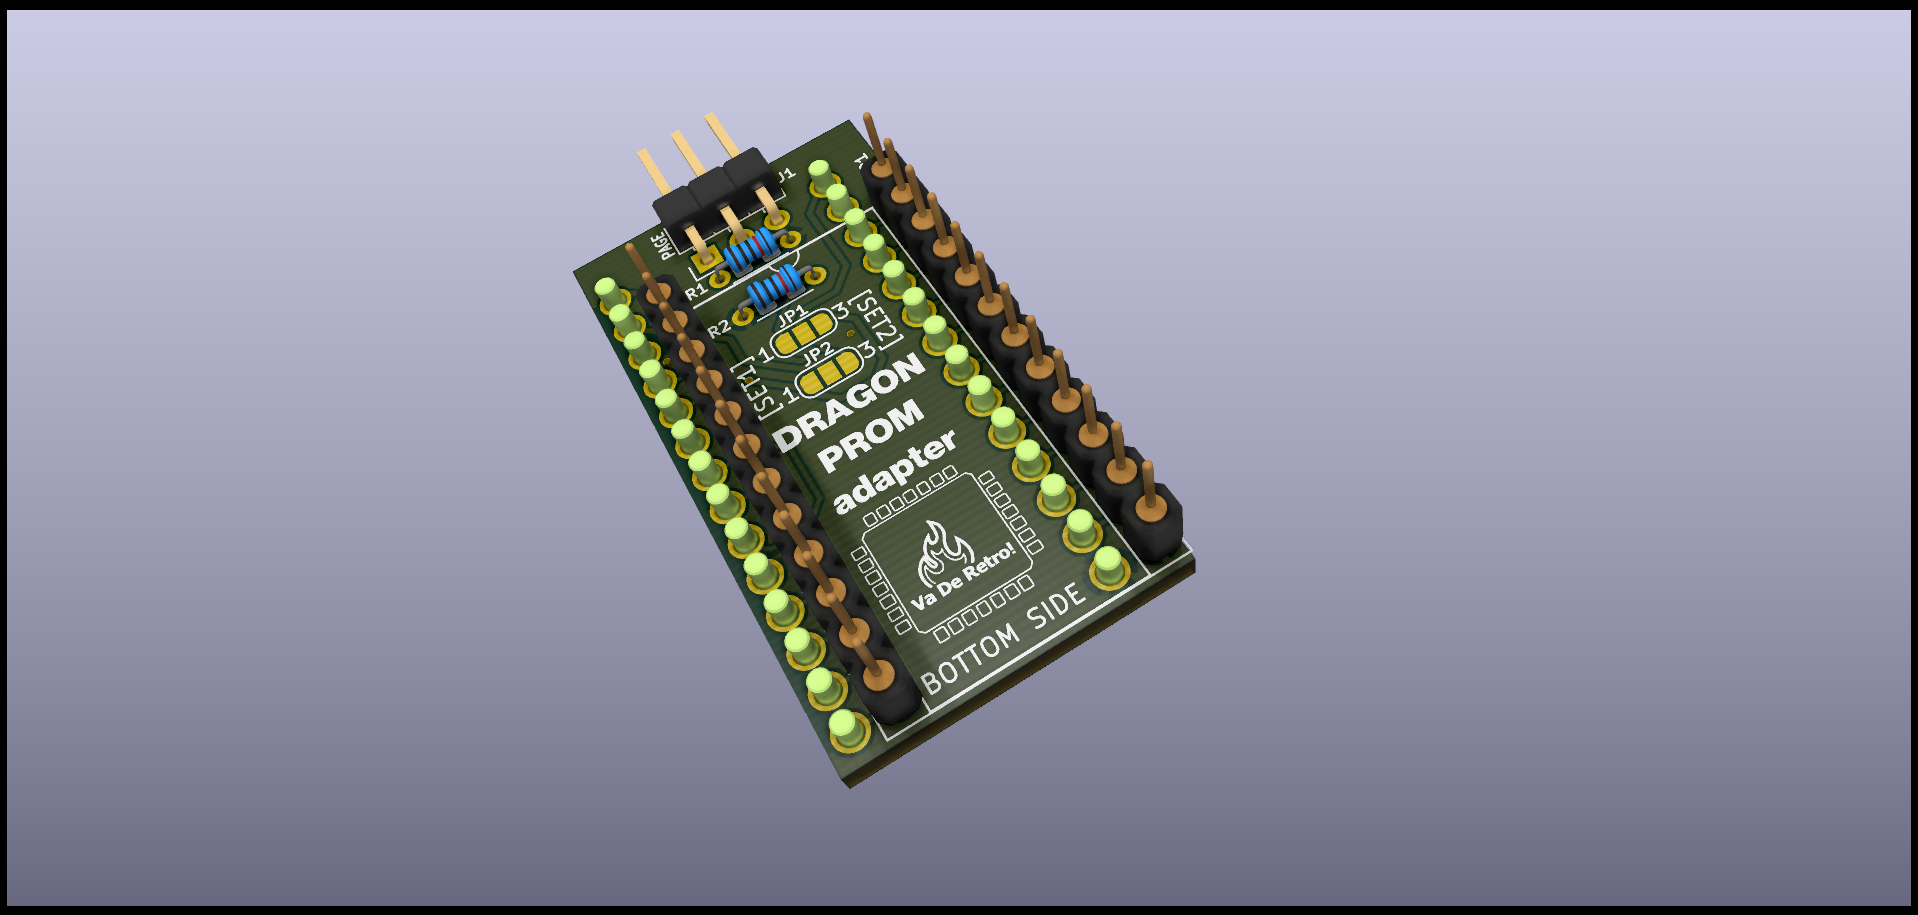 J1
1
PAGE
R1
R2
JP1
1 3
JP2
1 3
SET1
SET2
DRAGON
PROM
adapter
Va De Retro!
BOTTOM SIDE